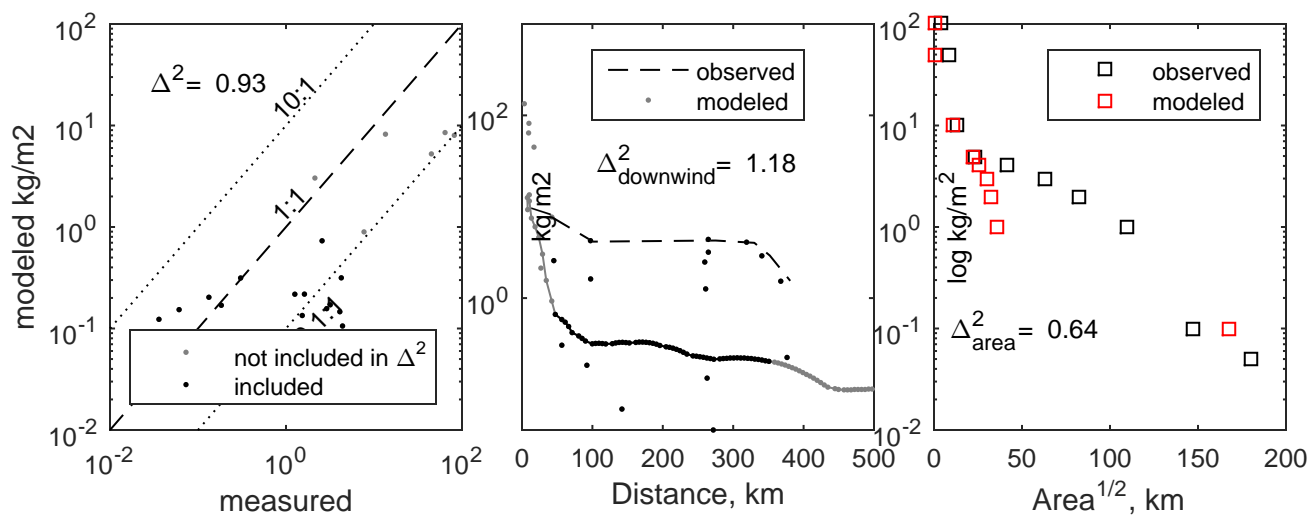 10^2
10^1
10^0
10^-1
10^-2
modeled kg/m2
Δ^2= 0.93
10:1
1:1
1:1
not included in Δ^2
included
10^-2
10^0
10^2
measured
10^2
10^0
kg/m2
observed
modeled
Δ^2_downwind= 1.18
0
100
200
300
400
500
Distance, km
10^2
10^1
10^0
10^-1
10^-2
log kg/m^2
observed
modeled
Δ^2_area= 0.64
0
50
100
150
200
Area^1/2, km